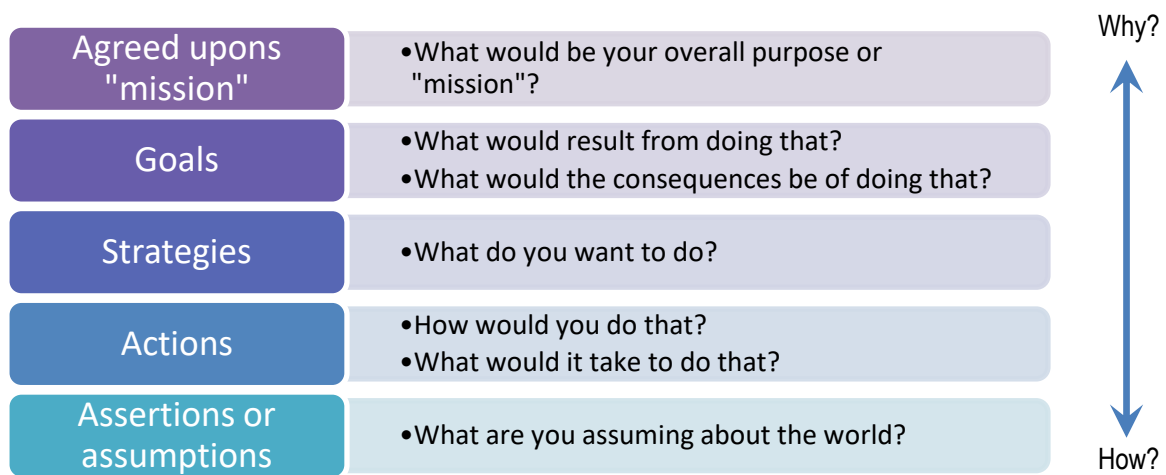 Why?
Agreed upons
"mission"
•What would be your overall purpose or
"mission"?
Goals
•What would result from doing that?
•What would the consequences be of doing that?
Strategies
•What do you want to do?
Actions
•How would you do that?
•What would it take to do that?
Assertions or
assumptions
•What are you assuming about the world?
How?